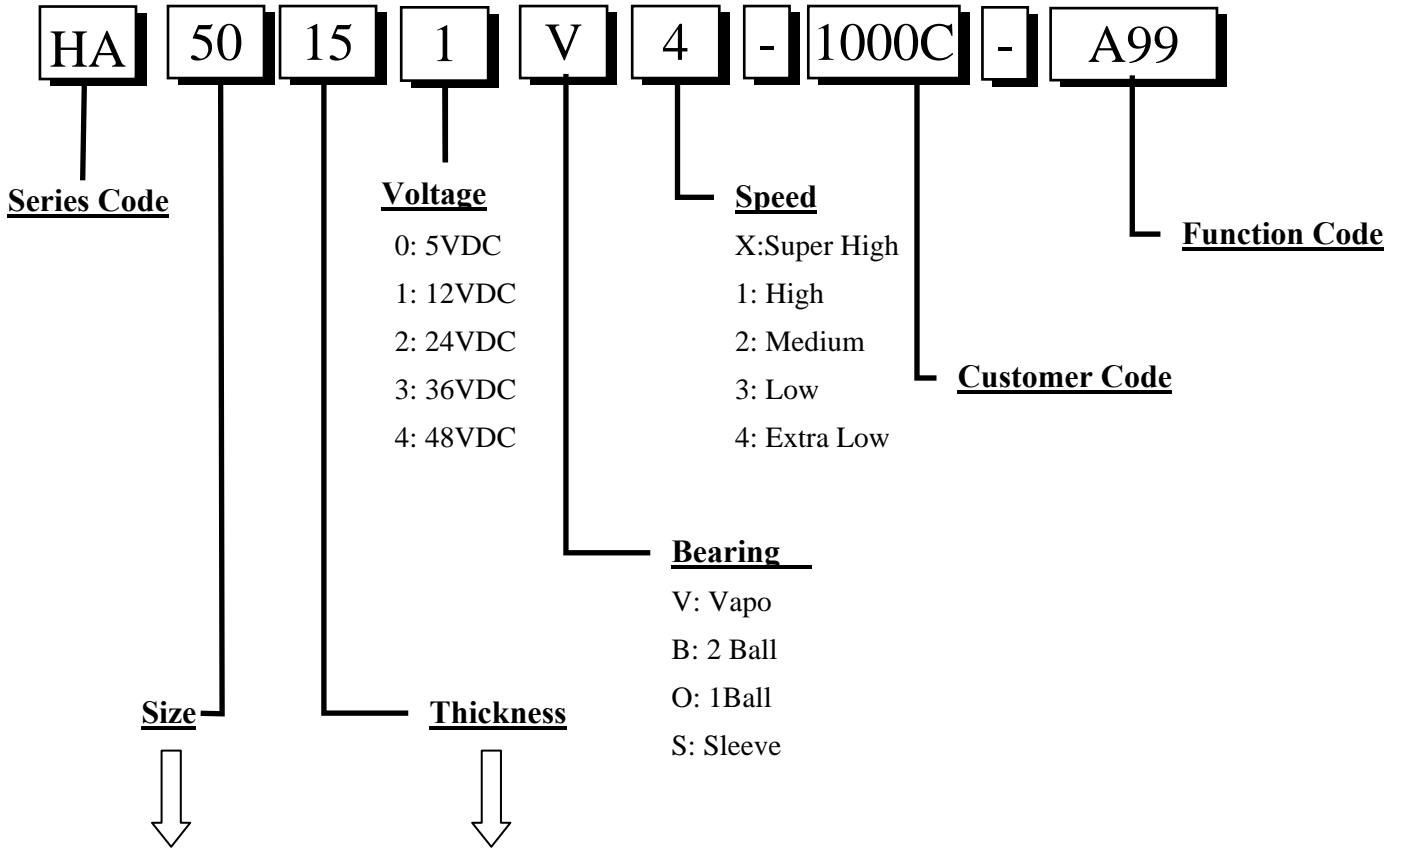 HA 50 15 1 V 4 - 1000C - A99
Series Code
Voltage
0: 5VDC
1: 12VDC
2: 24VDC
3: 36VDC
4: 48VDC
Speed
X:Super High
1: High
2: Medium
3: Low
4: Extra Low
Function Code
Customer Code
Bearing
V: Vapo
B: 2 Ball
O: 1Ball
S: Sleeve
Size
Thickness